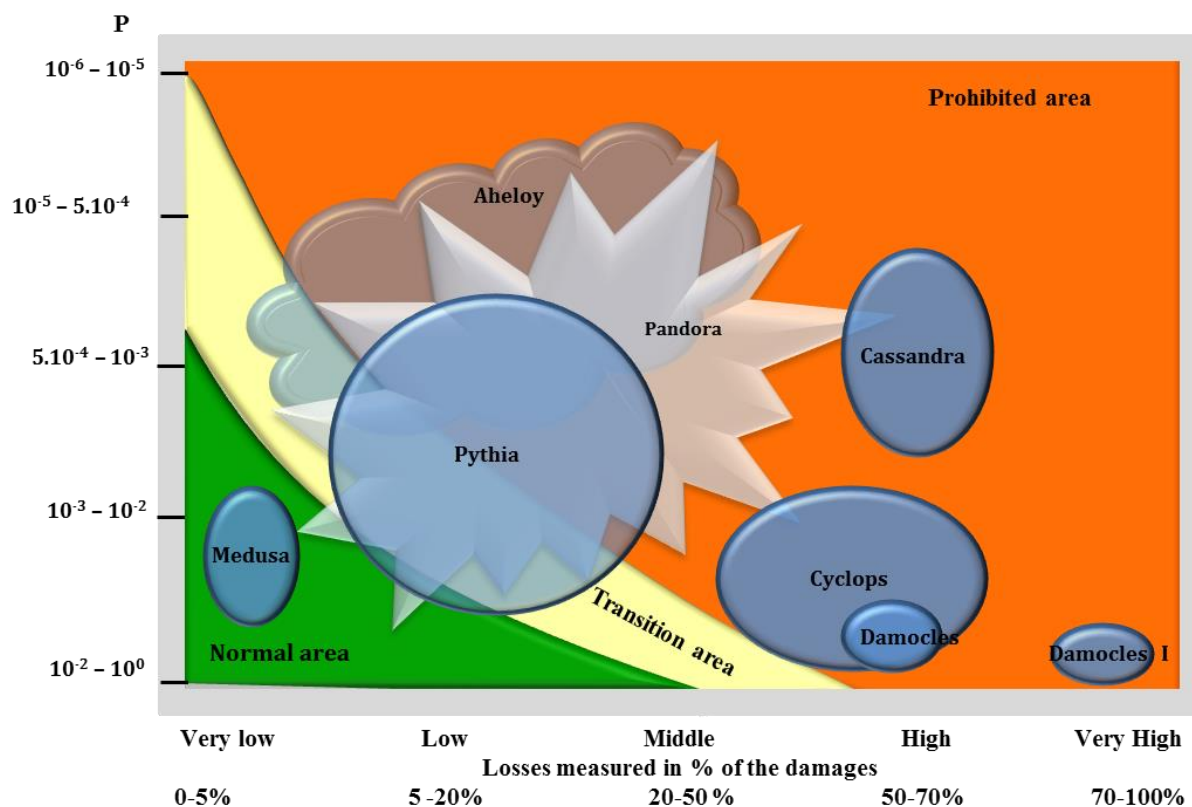 P
10⁻⁶ – 10⁻⁵
Prohibited area
Aheloy
10⁻⁵ – 5.10⁻⁴
Pandora
5.10⁻⁴ – 10⁻³
Cassandra
Pythia
10⁻³ – 10⁻²
Medusa
Cyclops
Transition area
Damocles
Normal area
Damocles I
10⁻² – 10⁰
Very low Low Middle High Very High
Losses measured in % of the damages
0-5% 5 -20% 20-50 % 50-70% 70-100%